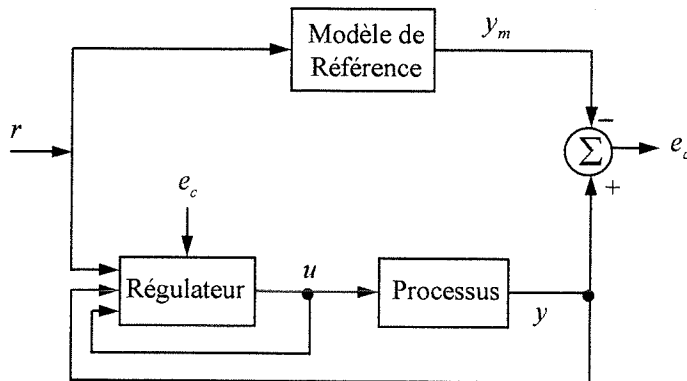 Modèle de
Référence
y_m
r
−
Σ
e_c
+
e_c
Régulateur
u
Processus
y